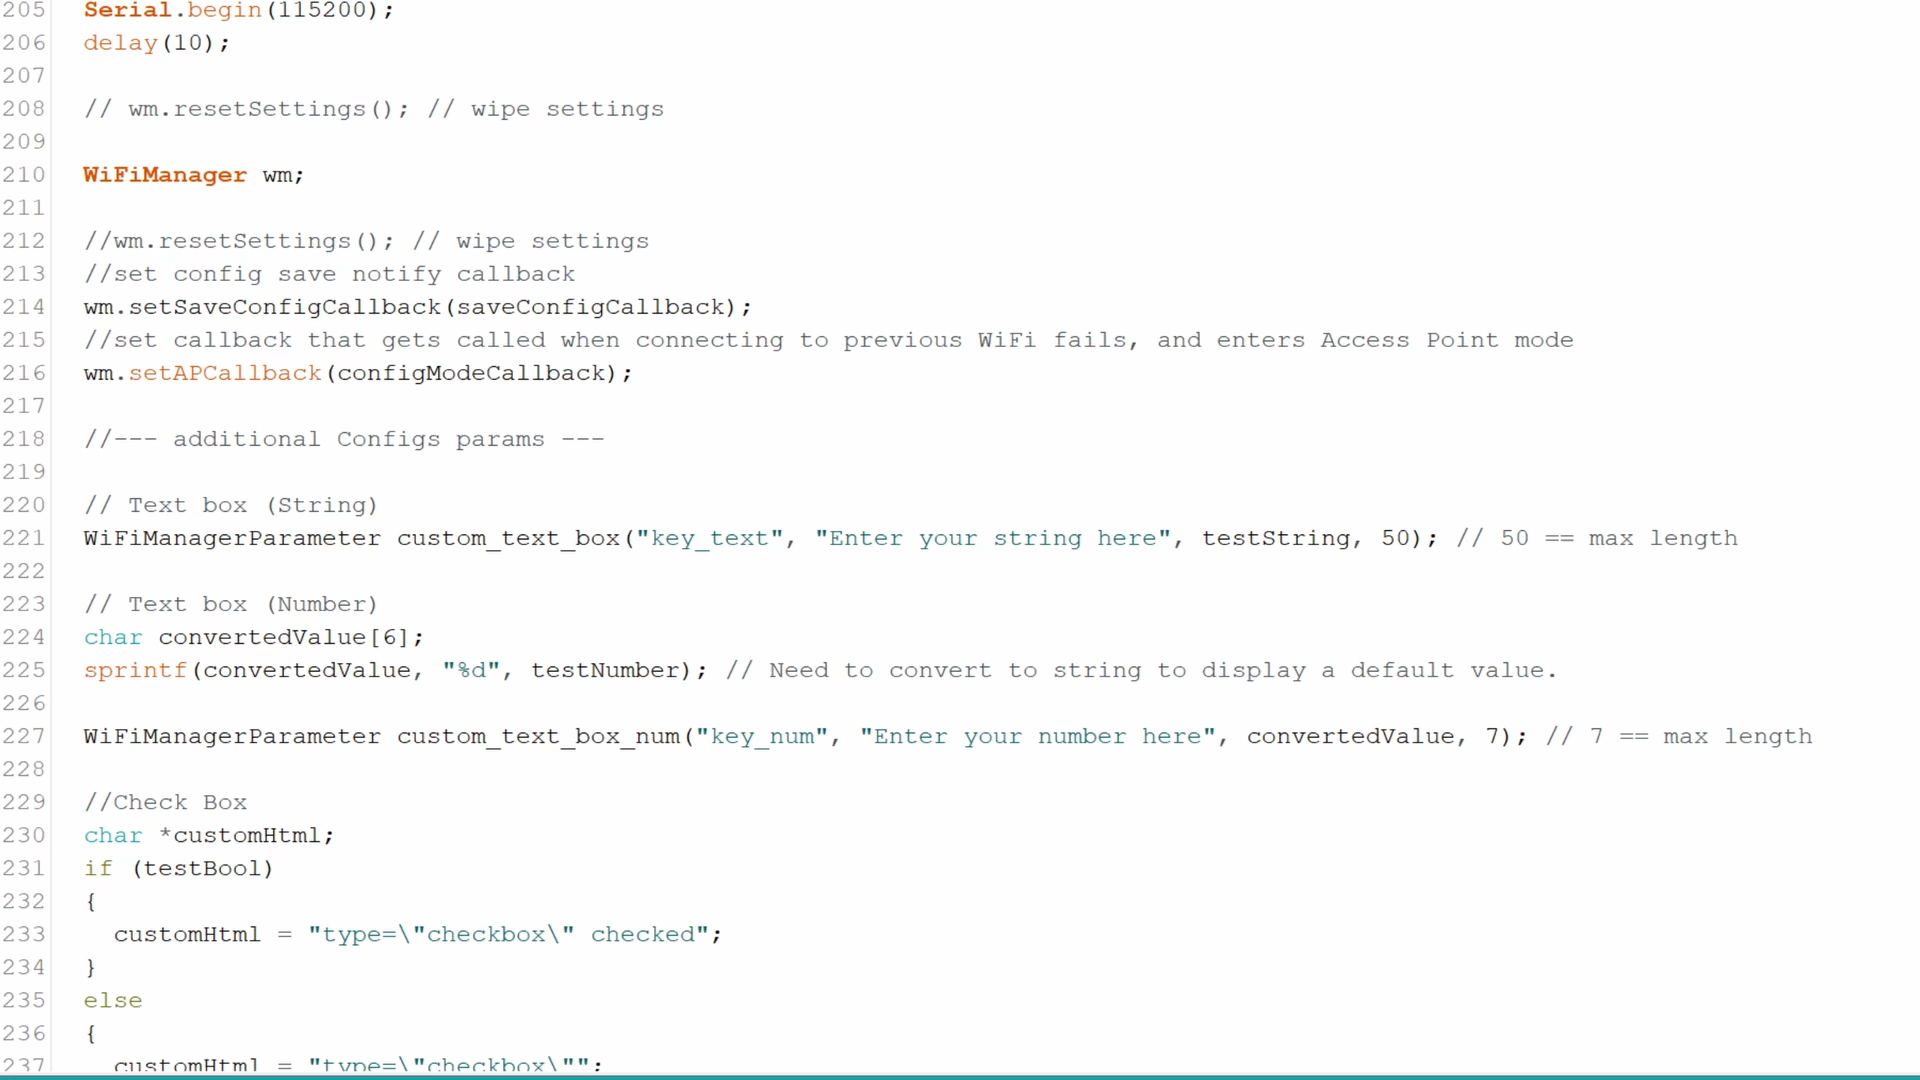 205 Serial.begin(115200);
206 delay(10);
207
208 // wm.resetSettings(); // wipe settings
209
210 WiFiManager wm;
211
212 //wm.resetSettings(); // wipe settings
213 //set config save notify callback
214 wm.setSaveConfigCallback(saveConfigCallback);
215 //set callback that gets called when connecting to previous WiFi fails, and enters Access Point mode
216 wm.setAPCallback(configModeCallback);
217
218 //--- additional Configs params ---
219
220 // Text box (String)
221 WiFiManagerParameter custom_text_box("key_text", "Enter your string here", testString, 50); // 50 == max length
222
223 // Text box (Number)
224 char convertedValue[6];
225 sprintf(convertedValue, "%d", testNumber); // Need to convert to string to display a default value.
226
227 WiFiManagerParameter custom_text_box_num("key_num", "Enter your number here", convertedValue, 7); // 7 == max length
228
229 //Check Box
230 char *customHtml;
231 if (testBool)
232 {
233   customHtml = "type=\"checkbox\" checked";
234 }
235 else
236 {
237   customHtml = "type=\"checkbox\"";